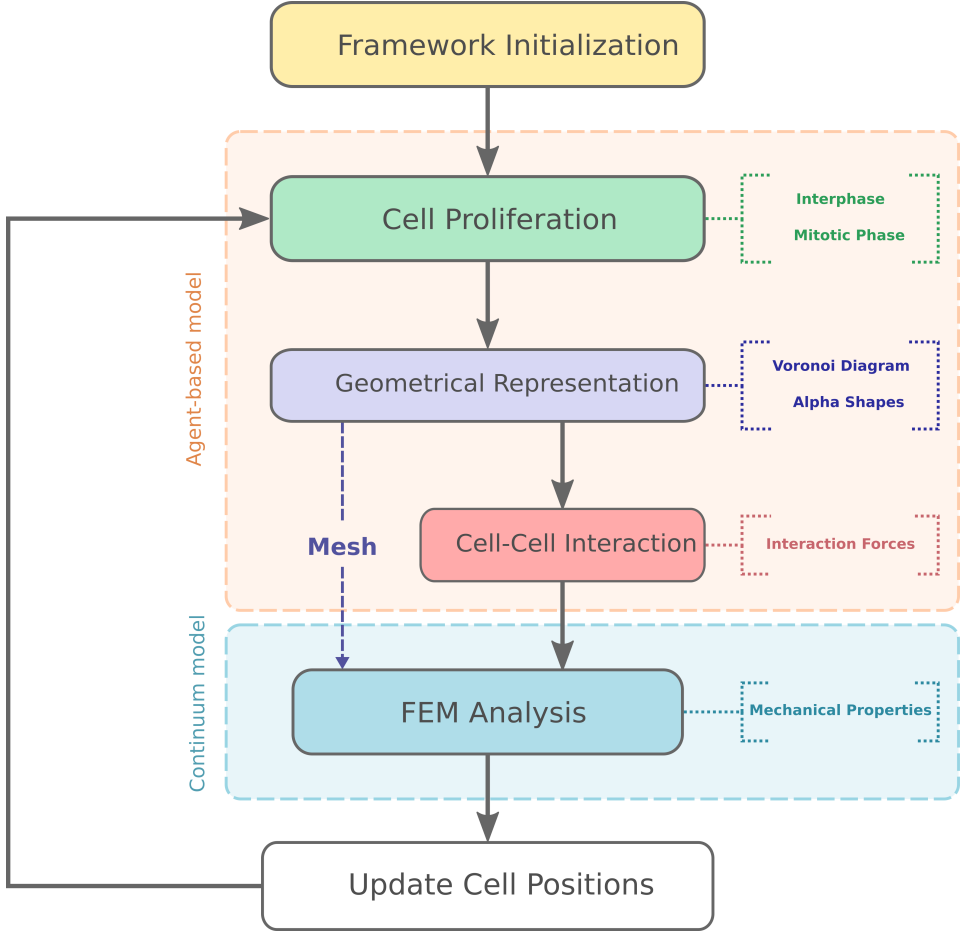 Framework Initialization
Cell Proliferation
Interphase
Mitotic Phase
Agent-based model
Geometrical Representation
Voronoi Diagram
Alpha Shapes
Mesh
Cell-Cell Interaction
Interaction Forces
Continuum model
FEM Analysis
Mechanical Properties
Update Cell Positions